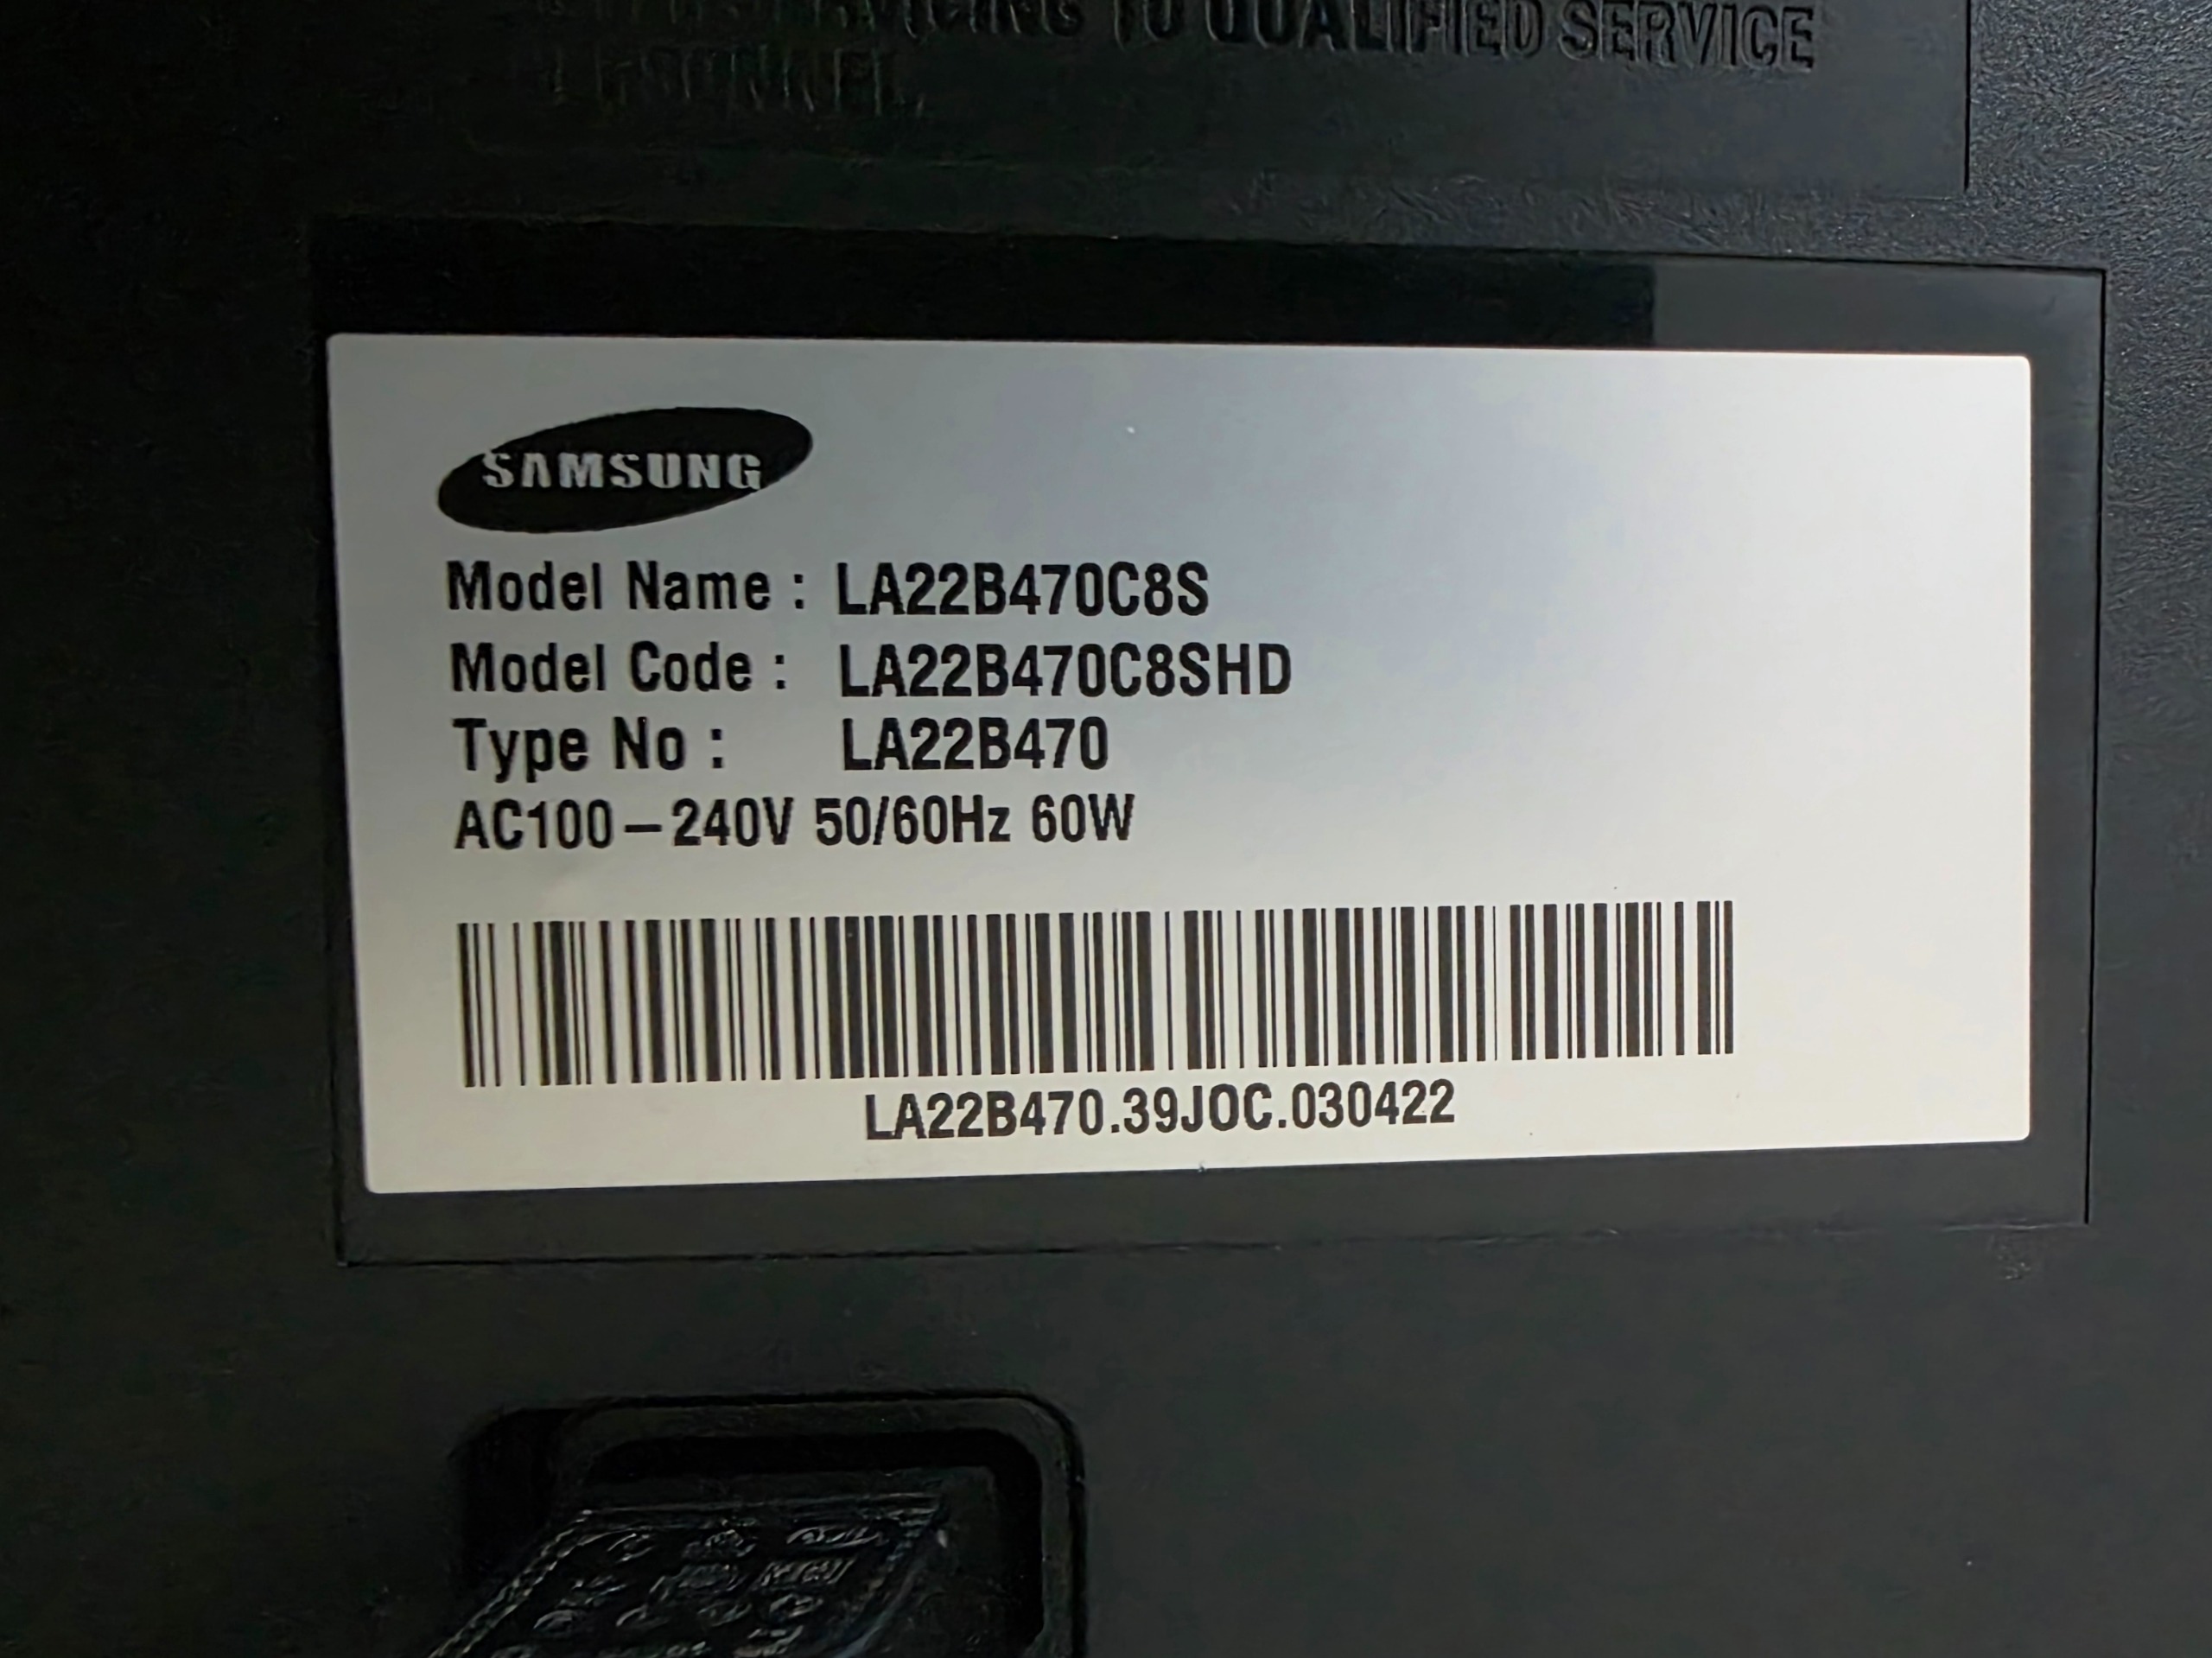 TO QUALIFIED SERVICE
SAMSUNG
Model Name : LA22B470C8S
Model Code : LA22B470C8SHD
Type No : LA22B470
AC100-240V 50/60Hz 60W
LA22B470.39JOC.030422